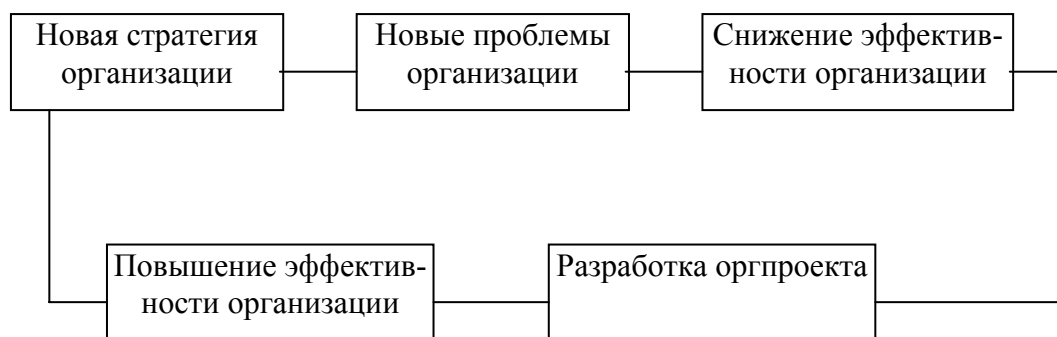 Новая стратегия
организации
Новые проблемы
организации
Снижение эффектив-
ности организации
Повышение эффектив-
ности организации
Разработка оргпроекта